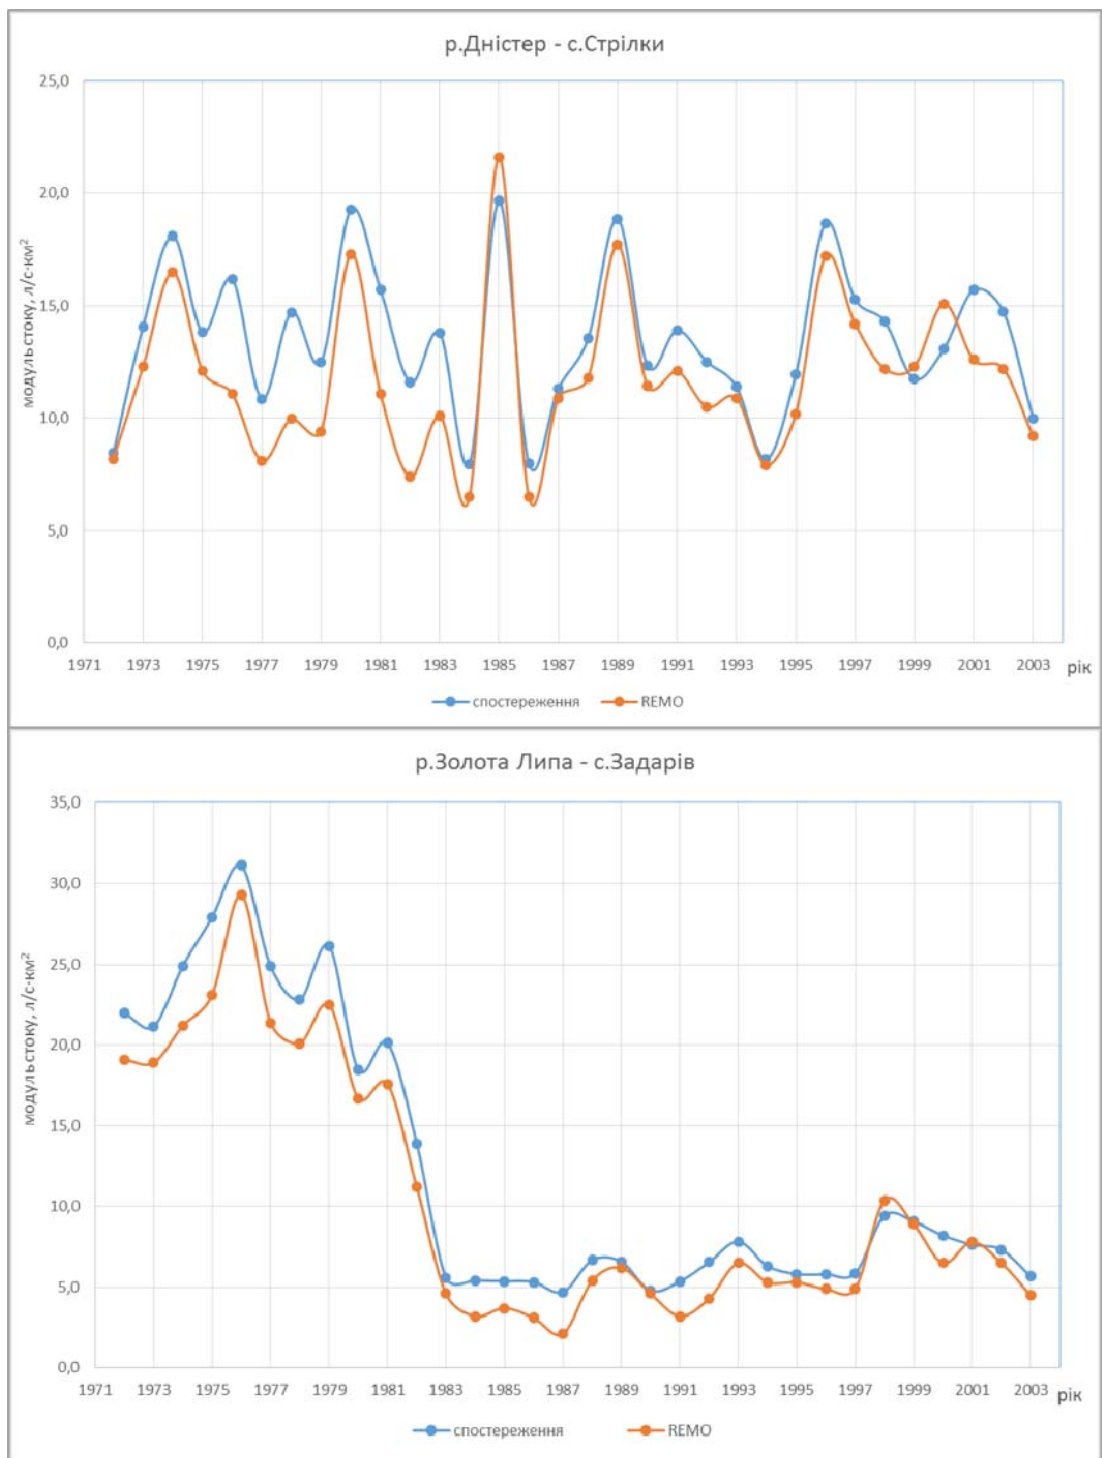 р.Дністер - с.Стрілки
25,0
20,0
15,0
10,0
5,0
0,0
модуль стоку, л/с·км²
1971 1973 1975 1977 1979 1981 1983 1985 1987 1989 1991 1993 1995 1997 1999 2001 2003 рік
спостереження REMO
р.Золота Липа - с.Задарів
35,0
30,0
25,0
20,0
15,0
10,0
5,0
0,0
модуль стоку, л/с·км²
1971 1973 1975 1977 1979 1981 1983 1985 1987 1989 1991 1993 1995 1997 1999 2001 2003 рік
спостереження REMO